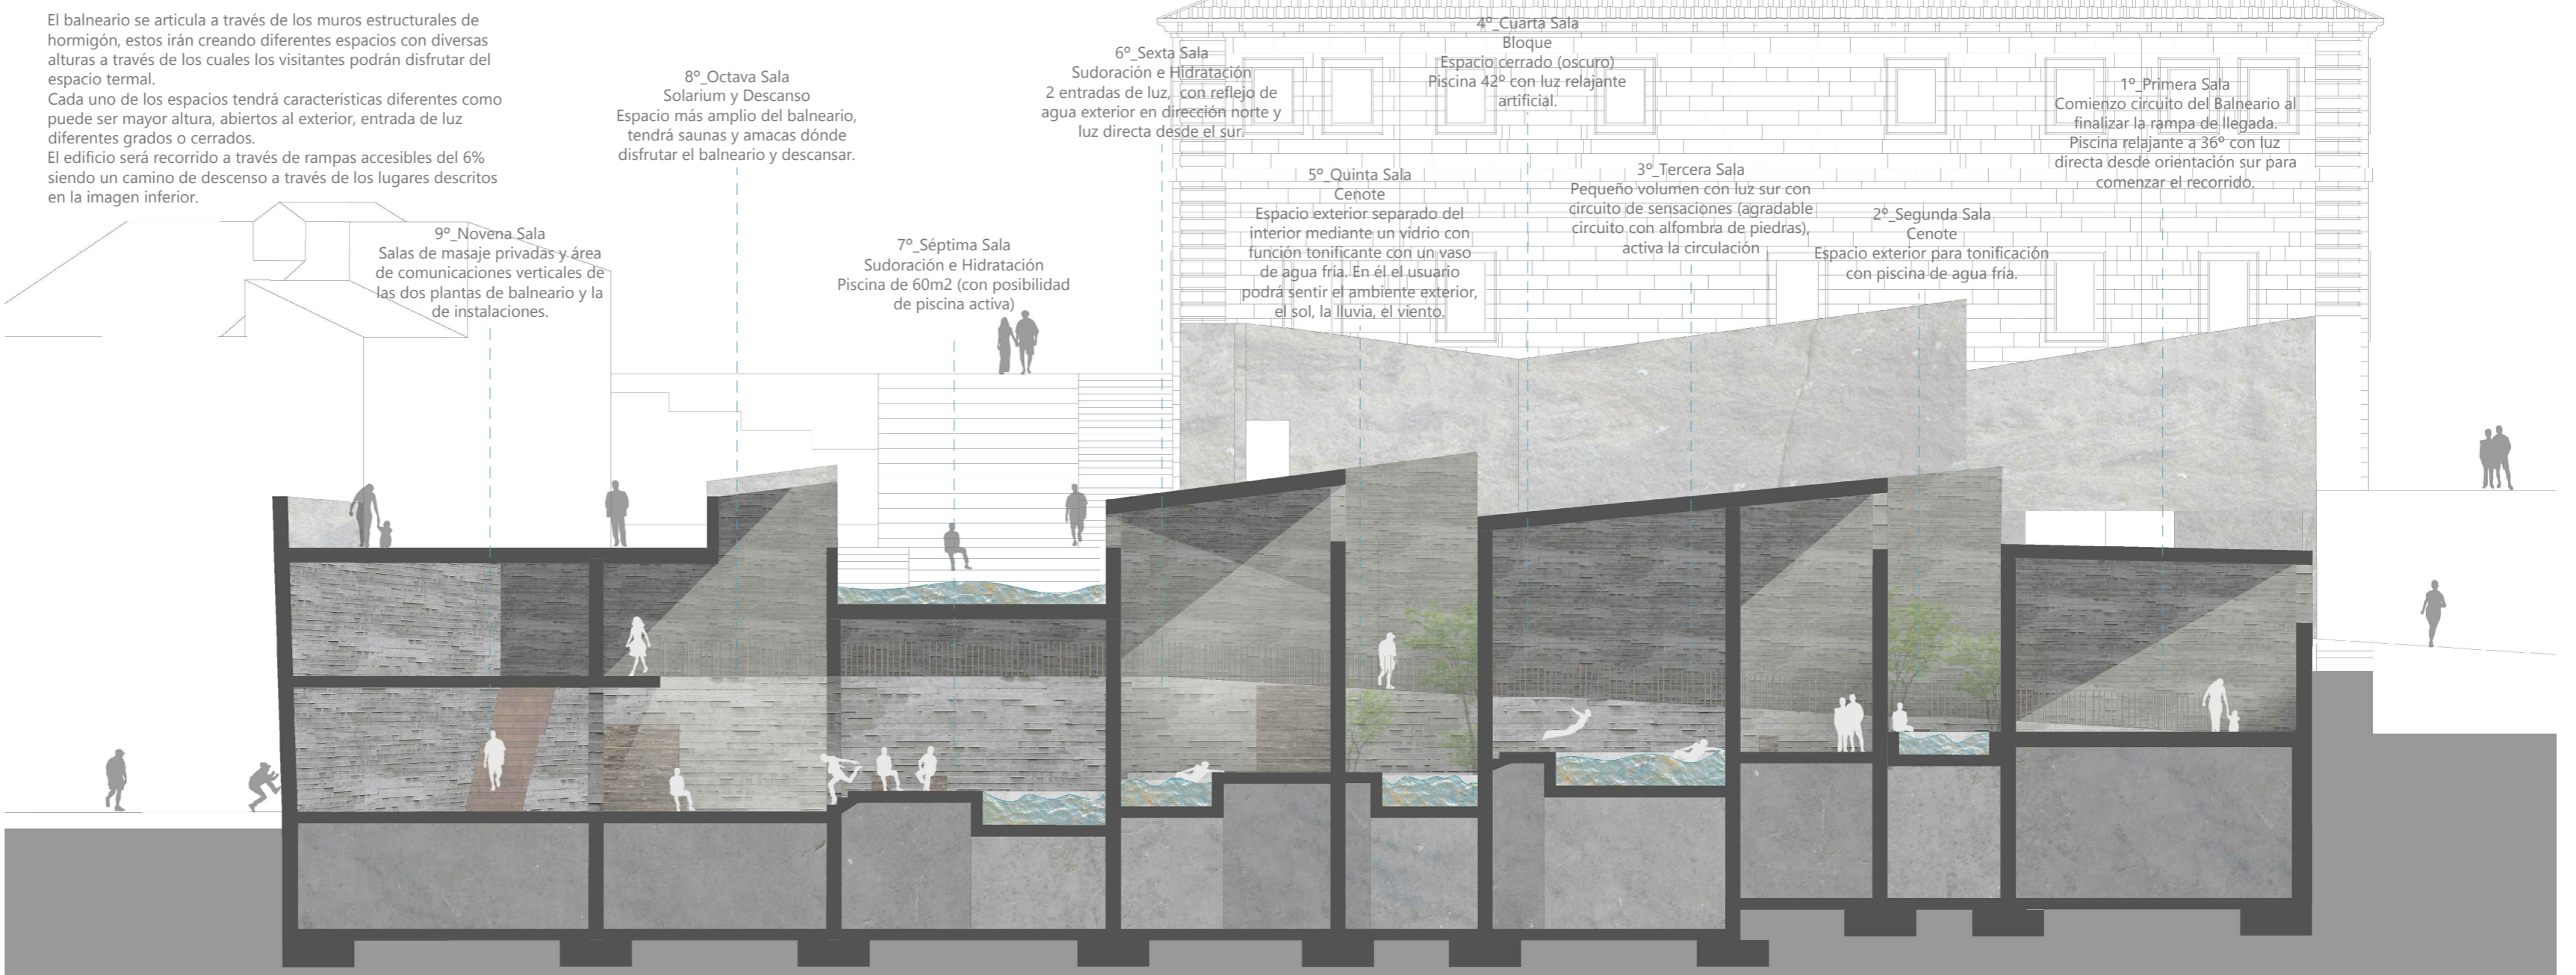 El balneario se articula a través de los muros estructurales de
hormigón, estos irán creando diferentes espacios con diversas
alturas a través de los cuales los visitantes podrán disfrutar del
espacio termal.
Cada uno de los espacios tendrá características diferentes como
puede ser mayor altura, abiertos al exterior, entrada de luz
diferentes grados o cerrados.
El edificio será recorrido a través de rampas accesibles del 6%
siendo un camino de descenso a través de los lugares descritos
en la imagen inferior.
9º_Novena Sala
Salas de masaje privadas y área
de comunicaciones verticales de
las dos plantas de balneario y la
de instalaciones.
8º_Octava Sala
Solarium y Descanso
Espacio más amplio del balneario,
tendrá saunas y amacas dónde
disfrutar el balneario y descansar.
7º_Séptima Sala
Sudoración e Hidratación
Piscina de 60m2 (con posibilidad
de piscina activa)
6º_Sexta Sala
Sudoración e Hidratación
2 entradas de luz, con reflejo de
agua exterior en dirección norte y
luz directa desde el sur.
5º_Quinta Sala
Cenote
Espacio exterior separado del
interior mediante un vidrio con
función tonificante con un vaso
de agua fría. En él el usuario
podrá sentir el ambiente exterior,
el sol, la lluvia, el viento.
4º_Cuarta Sala
Bloque
Espacio cerrado (oscuro)
Piscina 42º con luz relajante
artificial.
3º_Tercera Sala
Pequeño volumen con luz sur con
circuito de sensaciones (agradable
circuito con alfombra de piedras),
activa la circulación
2º_Segunda Sala
Cenote
Espacio exterior para tonificación
con piscina de agua fría.
1º_Primera Sala
Comienzo circuito del Balneario al
finalizar la rampa de llegada.
Piscina relajante a 36º con luz
directa desde orientación sur para
comenzar el recorrido.